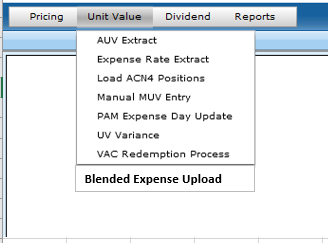 Pricing Unit Value Dividend Reports
AUV Extract
Expense Rate Extract
Load ACN4 Positions
Manual MUV Entry
PAM Expense Day Update
UV Variance
VAC Redemption Process
Blended Expense Upload